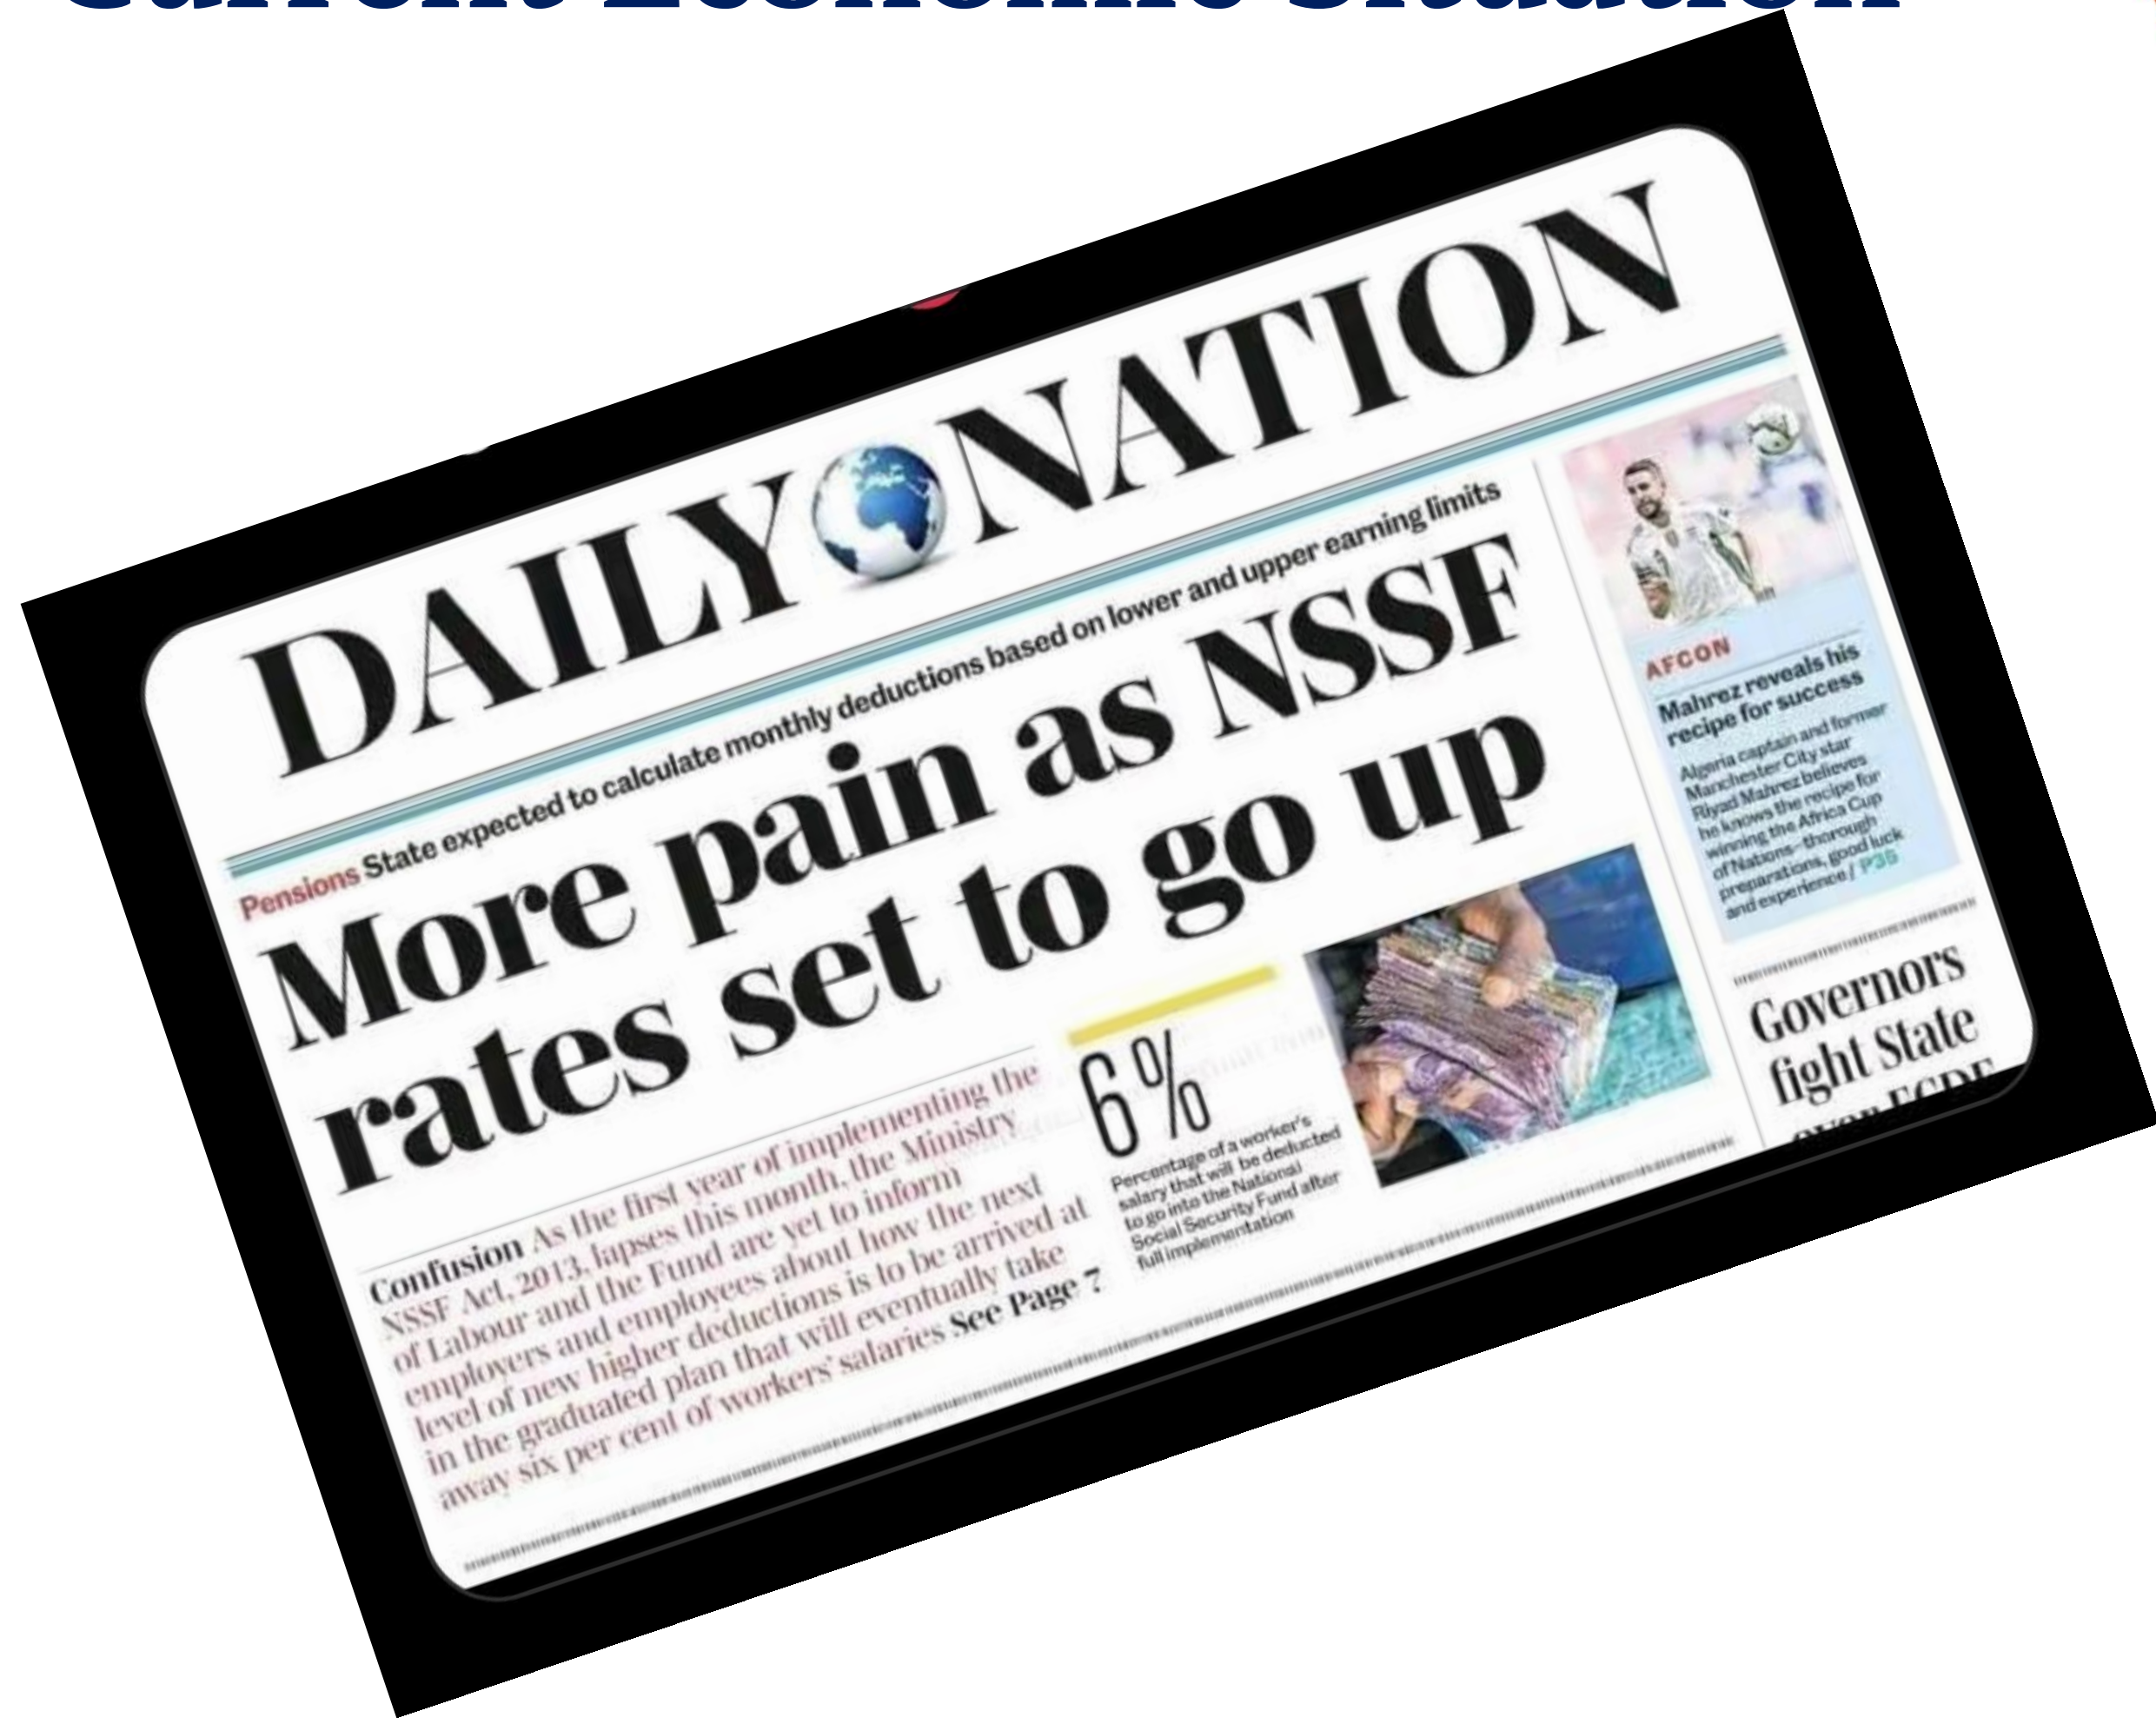 Current Economic Situation
DAILY NATION
Pensions State expected to calculate monthly deductions based on lower and upper earning limits
More pain as NSSF
rates set to go up
Confusion As the first year of implementing the
NSSF Act, 2013, lapses this month, the Ministry
of Labour and the Fund are yet to inform
employers and employees about how the next
level of new higher deductions is to be arrived at
in the graduated plan that will eventually take
away six per cent of workers' salaries See Page 7
6%
Percentage of a worker's
salary that will be deducted
to go into the National
Social Security Fund after
full implementation
AFCON
Mahrez reveals his
recipe for success
Algeria captain and former
Manchester City star
Riyad Mahrez believes
he knows the recipe for
winning the Africa Cup
of Nations—thorough
preparations, good luck
and experience / P35
Governors
fight State
over